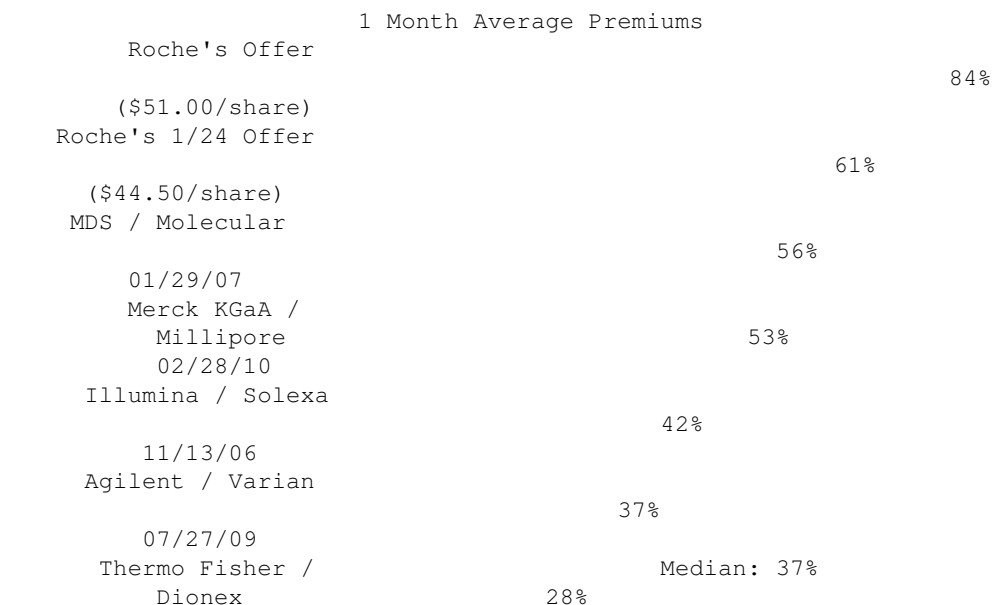 1 Month Average Premiums
Roche's Offer
84%
($51.00/share)
Roche's 1/24 Offer
61%
($44.50/share)
MDS / Molecular
56%
01/29/07
Merck KGaA /
Millipore 53%
02/28/10
Illumina / Solexa
42%
11/13/06
Agilent / Varian
37%
07/27/09
Thermo Fisher / Median: 37%
Dionex 28%